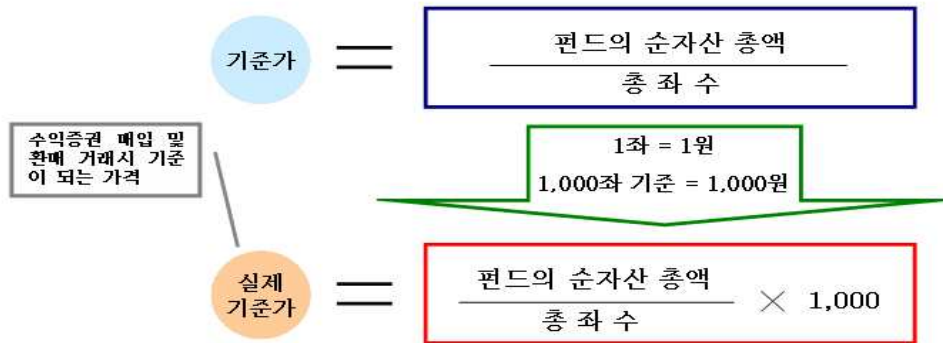 기준가
펀드의 순자산 총액
총 좌 수
수익증권 매입 및
환매 거래시 기준
이 되는 가격
1좌 = 1원
1,000좌 기준 = 1,000원
실제
기준가
펀드의 순자산 총액
총 좌 수
× 1,000